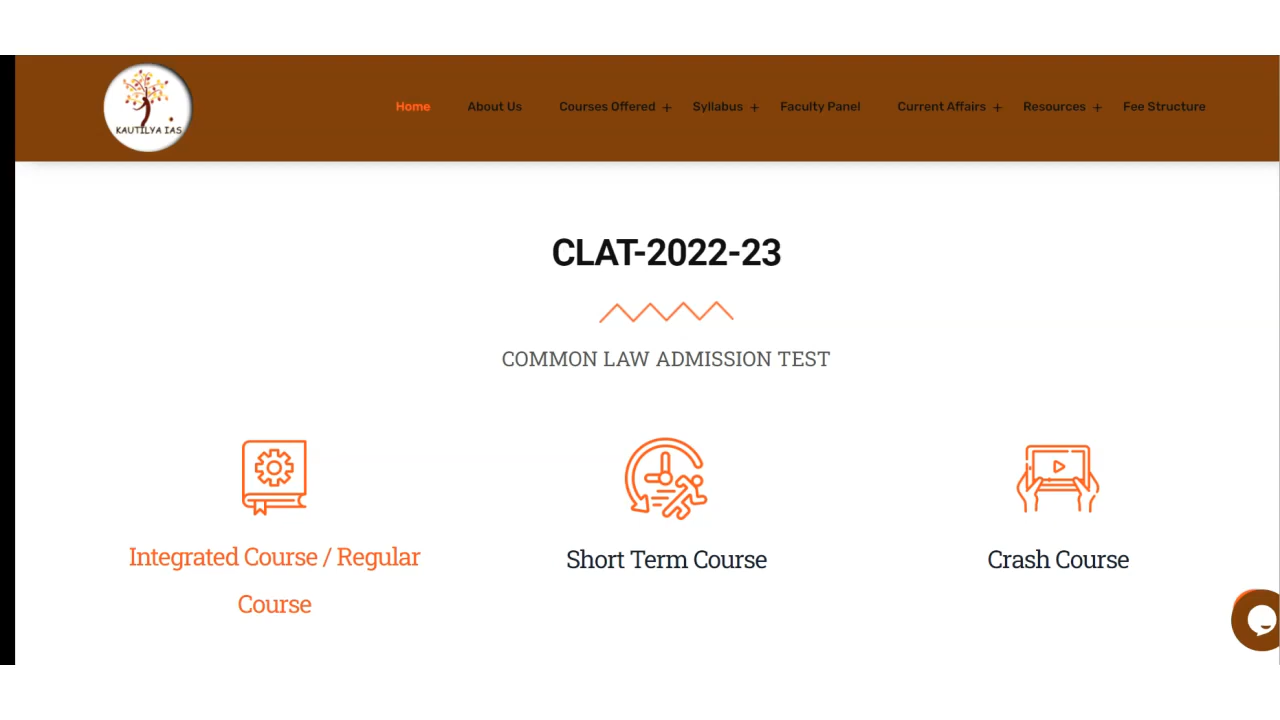 KAUTILYA IAS
Home About Us Courses Offered + Syllabus + Faculty Panel Current Affairs + Resources + Fee Structure
CLAT-2022-23
COMMON LAW ADMISSION TEST
Integrated Course / Regular
Course
Short Term Course
Crash Course